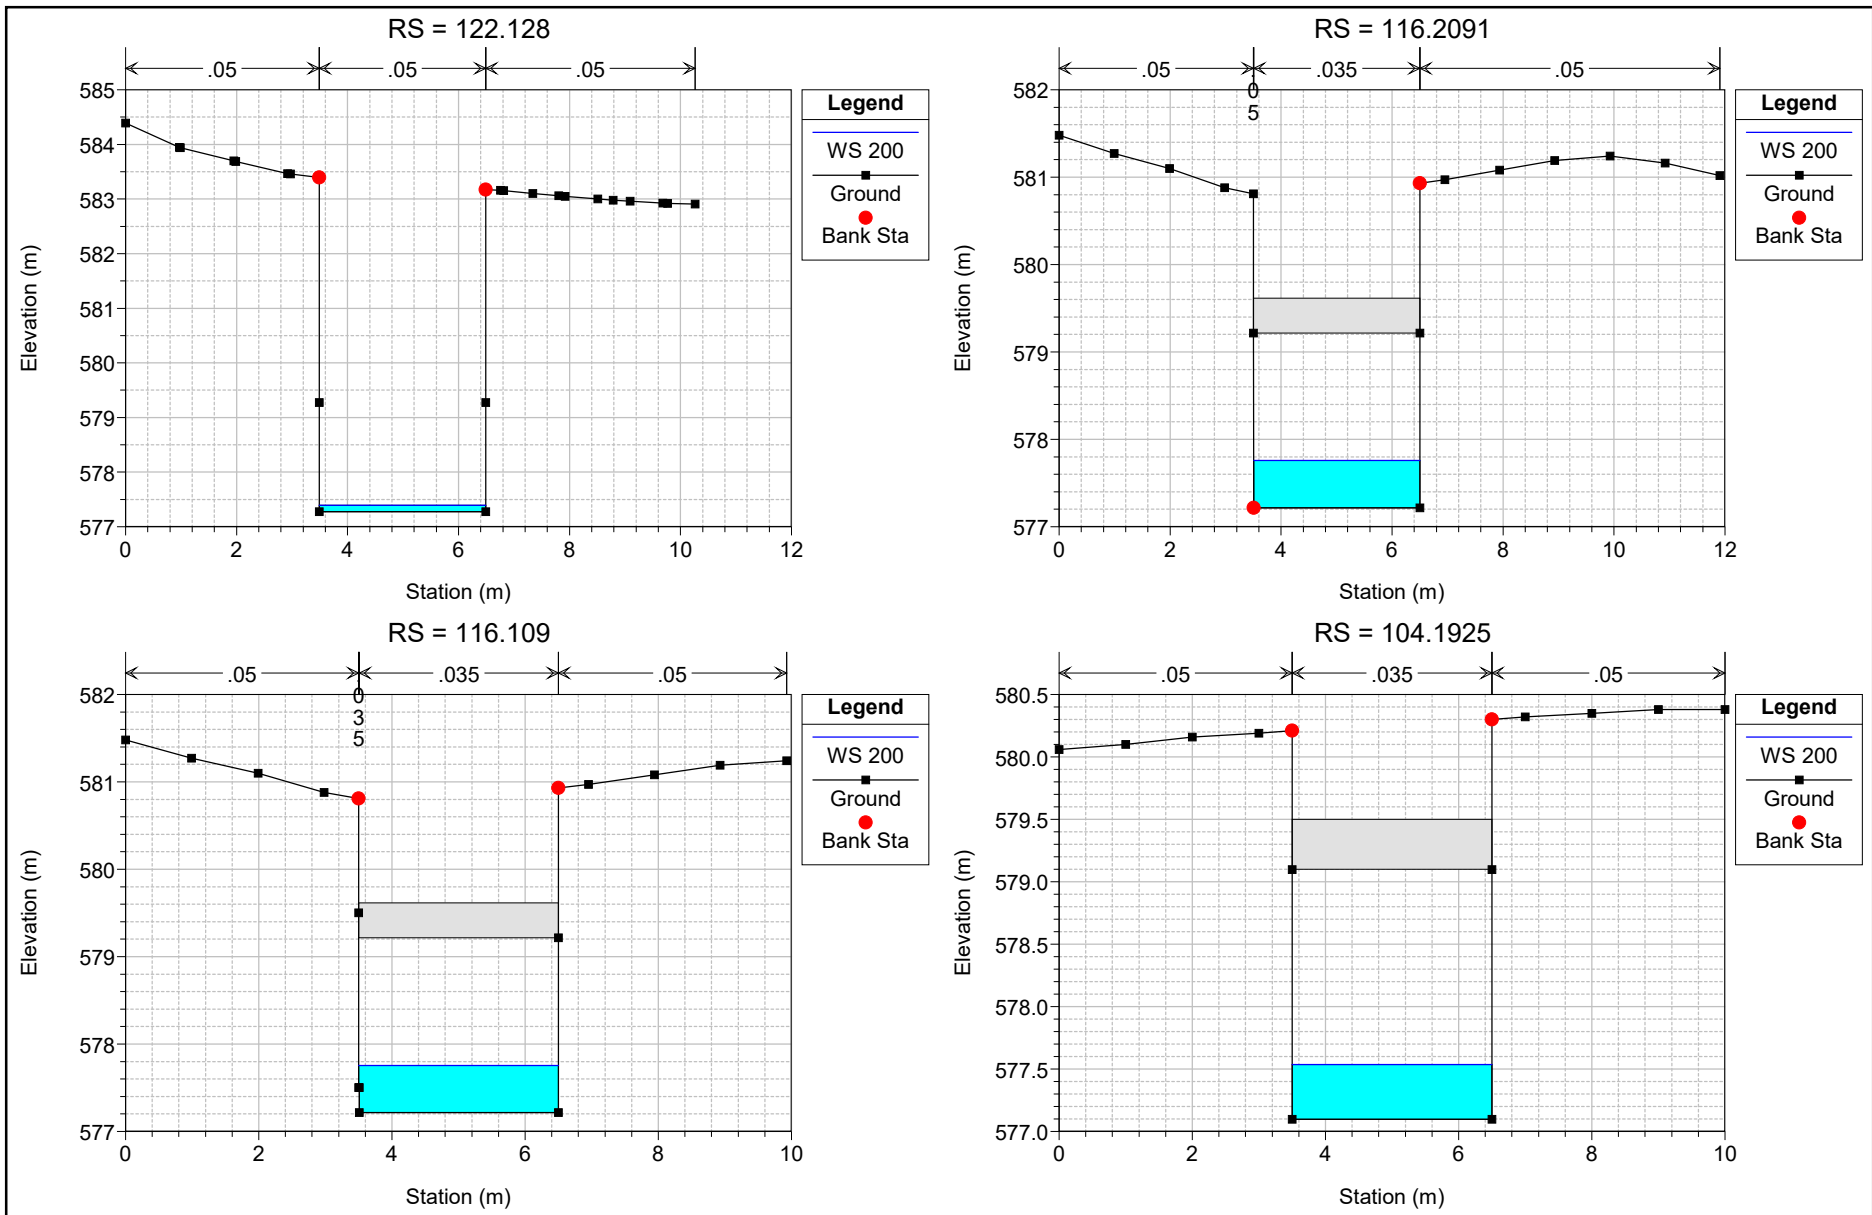 RS = 122.128
.05
.05
.05
585
584
583
582
581
580
579
578
577
0
2
4
6
8
10
12
Elevation (m)
Station (m)
Legend
WS 200
Ground
Bank Sta
RS = 116.2091
.05
.035
.05
.05
582
581
580
579
578
577
0
2
4
6
8
10
12
Elevation (m)
Station (m)
Legend
WS 200
Ground
Bank Sta
RS = 116.109
.05
.035
.05
.035
582
581
580
579
578
577
0
2
4
6
8
10
Elevation (m)
Station (m)
Legend
WS 200
Ground
Bank Sta
RS = 104.1925
.05
.035
.05
580.5
580.0
579.5
579.0
578.5
578.0
577.5
577.0
0
2
4
6
8
10
Elevation (m)
Station (m)
Legend
WS 200
Ground
Bank Sta